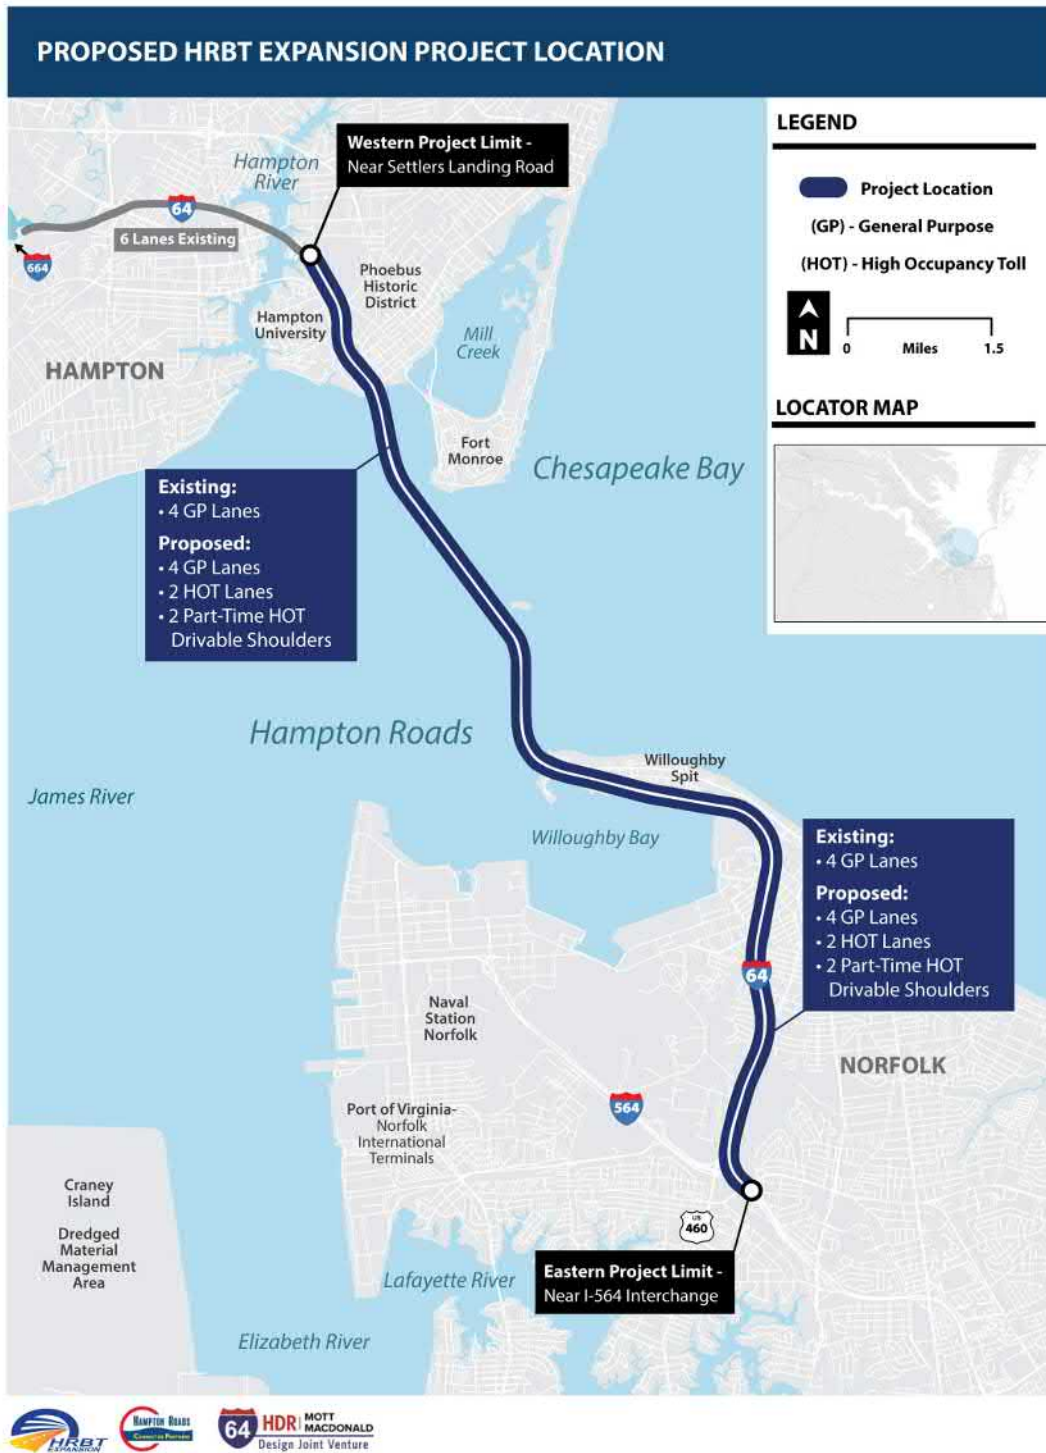 PROPOSED HRBT EXPANSION PROJECT LOCATION
Western Project Limit -
Near Settlers Landing Road
Hampton
River
64
6 Lanes Existing
664
Phoebus
Historic
District
Hampton
University
Mill
Creek
HAMPTON
Fort
Monroe
Chesapeake Bay
LEGEND
Project Location
(GP) - General Purpose
(HOT) - High Occupancy Toll
N
0 Miles 1.5
LOCATOR MAP
Existing:
• 4 GP Lanes
Proposed:
• 4 GP Lanes
• 2 HOT Lanes
• 2 Part-Time HOT
Drivable Shoulders
Hampton Roads
James River
Willoughby
Spit
Willoughby Bay
Existing:
• 4 GP Lanes
Proposed:
• 4 GP Lanes
• 2 HOT Lanes
• 2 Part-Time HOT
Drivable Shoulders
64
Naval
Station
Norfolk
NORFOLK
564
Port of Virginia-
Norfolk
International
Terminals
Craney
Island
Dredged
Material
Management
Area
US
460
Eastern Project Limit -
Near I-564 Interchange
Lafayette River
Elizabeth River
HRBT
EXPANSION
HAMPTON ROADS
CONNECTOR PARTNERS
64
HDR
MOTT
MACDONALD
Design Joint Venture